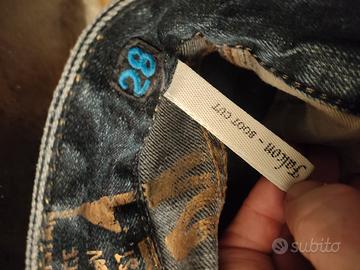 28
Falcon - BOOT CUT
subito